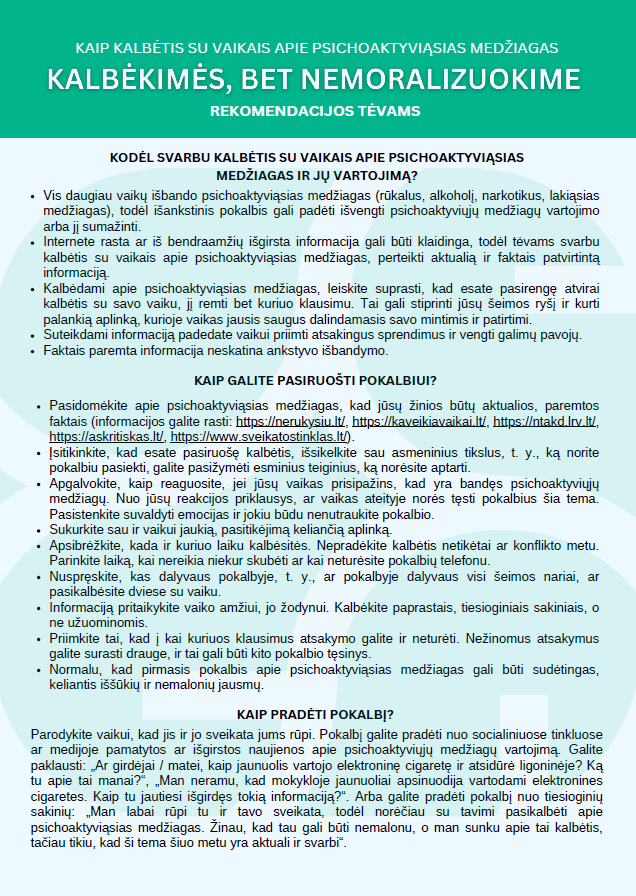 KAIP KALBĖTIS SU VAIKAIS APIE PSICHOAKTYVIĄSIAS MEDŽIAGAS
KALBĖKIMĖS, BET NEMORALIZUOKIME
REKOMENDACIJOS TĖVAMS
KODĖL SVARBU KALBĖTIS SU VAIKAIS APIE PSICHOAKTYVIĄSIAS
MEDŽIAGAS IR JŲ VARTOJIMĄ?
• Vis daugiau vaikų išbando psichoaktyviąsias medžiagas (rūkalus, alkoholį, narkotikus, lakiąsias
medžiagas), todėl išankstinis pokalbis gali padėti išvengti psichoaktyviųjų medžiagų vartojimo
arba jį sumažinti.
• Internete rasta ar iš bendraamžių išgirsta informacija gali būti klaidinga, todėl tėvams svarbu
kalbėtis su vaikais apie psichoaktyviąsias medžiagas, perteikti aktualią ir faktais patvirtintą
informaciją.
• Kalbėdami apie psichoaktyviąsias medžiagas, leiskite suprasti, kad esate pasirengę atvirai
kalbėtis su savo vaiku, jį remti bet kuriuo klausimu. Tai gali stiprinti jūsų šeimos ryšį ir kurti
palankią aplinką, kurioje vaikas jausis saugus dalindamasis savo mintimis ir patirtimi.
• Suteikdami informaciją padedate vaikui priimti atsakingus sprendimus ir vengti galimų pavojų.
• Faktais paremta informacija neskatina ankstyvo išbandymo.
KAIP GALITE PASIRUOŠTI POKALBIUI?
• Pasidomėkite apie psichoaktyviąsias medžiagas, kad jūsų žinios būtų aktualios, paremtos
faktais (informacijos galite rasti: https://nerukysiu.lt/, https://kaveikiavaikai.lt/, https://ntakd.lrv.lt/,
https://askritiskas.lt/, https://www.sveikatostinklas.lt/).
• Įsitikinkite, kad esate pasiruošę kalbėtis, išsikelkite sau asmeninius tikslus, t. y., ką norite
pokalbiu pasiekti, galite pasižymėti esminius teiginius, ką norėsite aptarti.
• Apgalvokite, kaip reaguosite, jei jūsų vaikas prisipažins, kad yra bandęs psichoaktyviųjų
medžiagų. Nuo jūsų reakcijos priklausys, ar vaikas ateityje norės tęsti pokalbius šia tema.
Pasistenkite suvaldyti emocijas ir jokiu būdu nenutraukite pokalbio.
• Sukurkite sau ir vaikui jaukią, pasitikėjimą keliančią aplinką.
• Apsibrėžkite, kada ir kuriuo laiku kalbėsitės. Nepradėkite kalbėtis netikėtai ar konflikto metu.
Parinkite laiką, kai nereikia niekur skubėti ar kai neturėsite pokalbių telefonu.
• Nuspręskite, kas dalyvaus pokalbyje, t. y., ar pokalbyje dalyvaus visi šeimos nariai, ar
pasikalbėsite dviese su vaiku.
• Informaciją pritaikykite vaiko amžiui, jo žodynui. Kalbėkite paprastais, tiesioginiais sakiniais, o
ne užuominomis.
• Priimkite tai, kad į kai kuriuos klausimus atsakymo galite ir neturėti. Nežinomus atsakymus
galite surasti drauge, ir tai gali būti kito pokalbio tęsinys.
• Normalu, kad pirmasis pokalbis apie psichoaktyviąsias medžiagas gali būti sudėtingas,
keliantis iššūkių ir nemalonių jausmų.
KAIP PRADĖTI POKALBĮ?
Parodykite vaikui, kad jis ir jo sveikata jums rūpi. Pokalbį galite pradėti nuo socialiniuose tinkluose
ar medijoje pamatytos ar išgirstos naujienos apie psichoaktyviųjų medžiagų vartojimą. Galite
paklausti: „Ar girdėjai / matei, kaip jaunuolis vartojo elektroninę cigaretę ir atsidūrė ligoninėje? Ką
tu apie tai manai?“, „Man neramu, kad mokykloje jaunuoliai apsinuodija vartodami elektronines
cigaretes. Kaip tu jautiesi išgirdęs tokią informaciją?“. Arba galite pradėti pokalbį nuo tiesioginių
sakinių: „Man labai rūpi tu ir tavo sveikata, todėl norėčiau su tavimi pasikalbėti apie
psichoaktyviąsias medžiagas. Žinau, kad tau gali būti nemalonu, o man sunku apie tai kalbėtis,
tačiau tikiu, kad ši tema šiuo metu yra aktuali ir svarbi“.